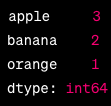 apple     3
banana    2
orange    1
dtype: int64